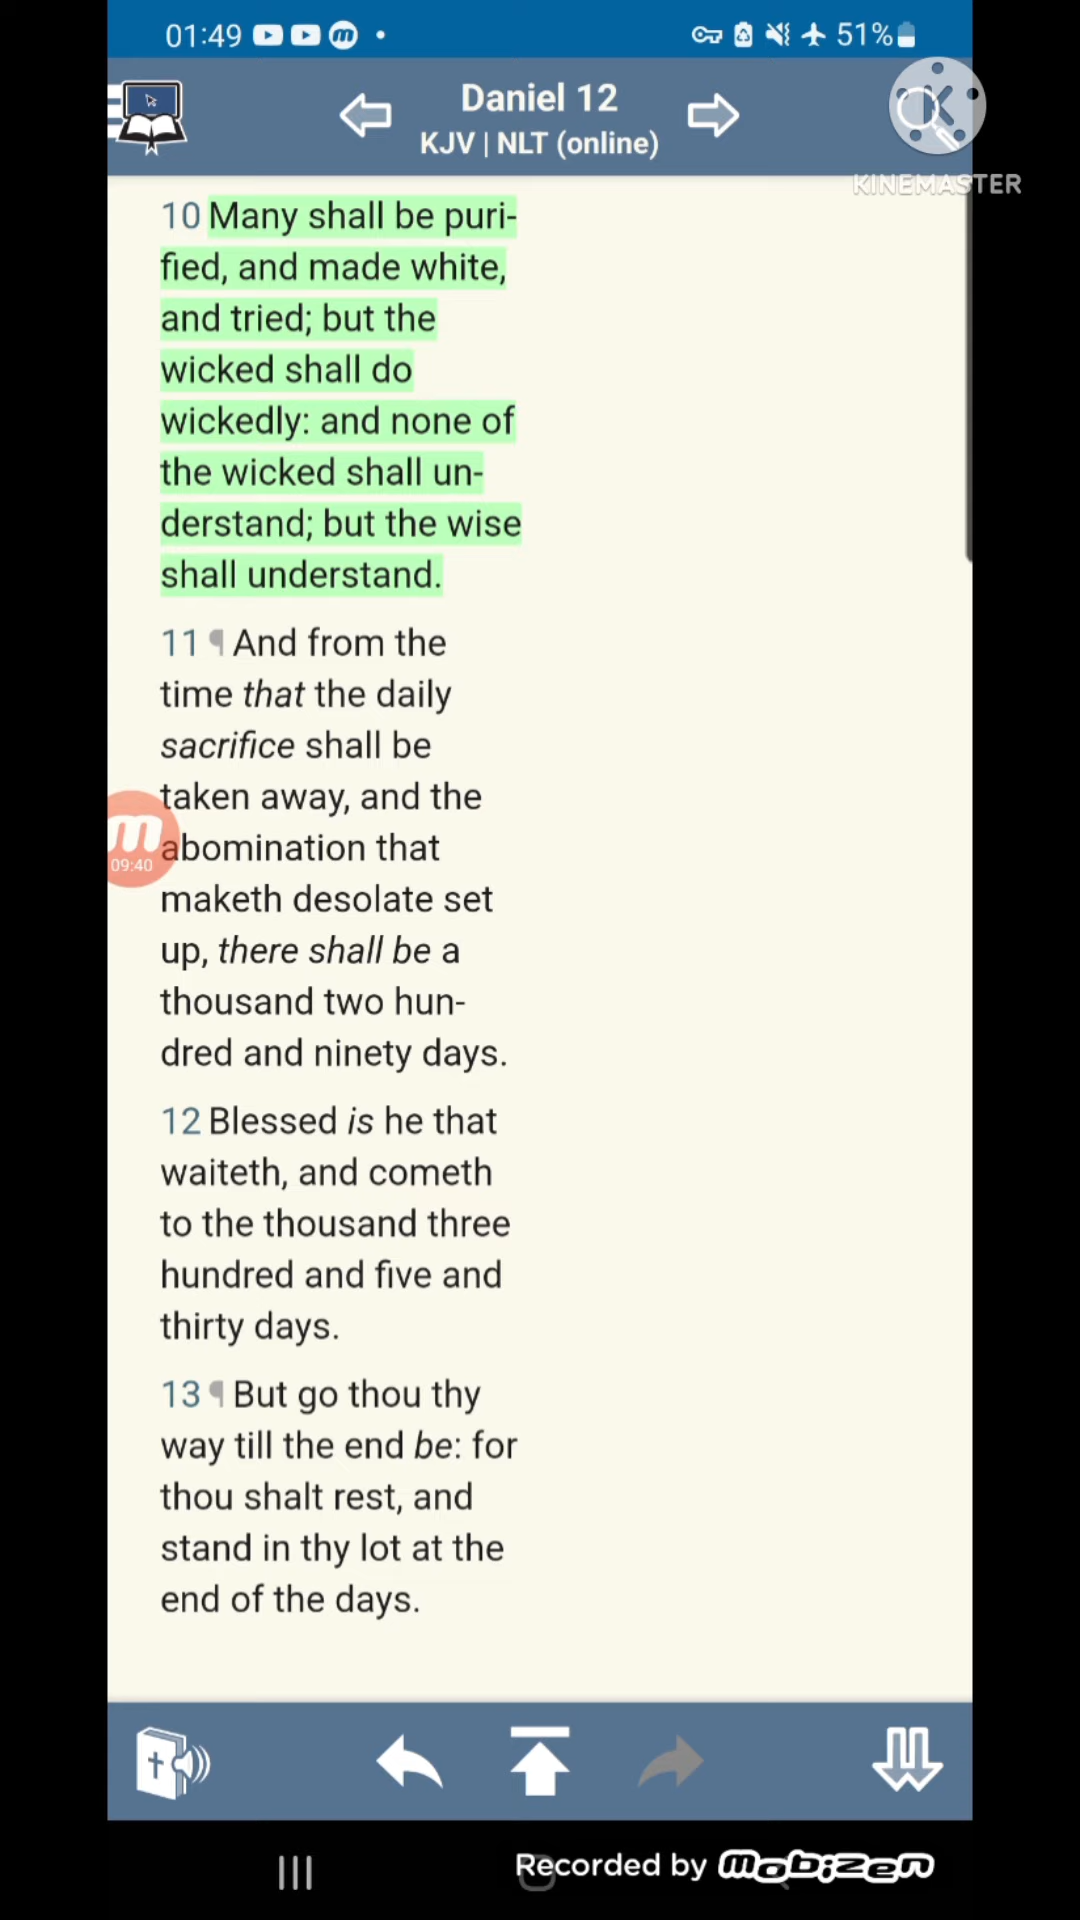 01:49 51%
Daniel 12
KJV | NLT (online)
K
KINEMASTER
10 Many shall be puri-
fied, and made white,
and tried; but the
wicked shall do
wickedly: and none of
the wicked shall un-
derstand; but the wise
shall understand.
11 ¶ And from the
time that the daily
sacrifice shall be
taken away, and the
m
09:40
abomination that
maketh desolate set
up, there shall be a
thousand two hun-
dred and ninety days.
12 Blessed is he that
waiteth, and cometh
to the thousand three
hundred and five and
thirty days.
13 ¶ But go thou thy
way till the end be: for
thou shalt rest, and
stand in thy lot at the
end of the days.
Recorded by mobizen